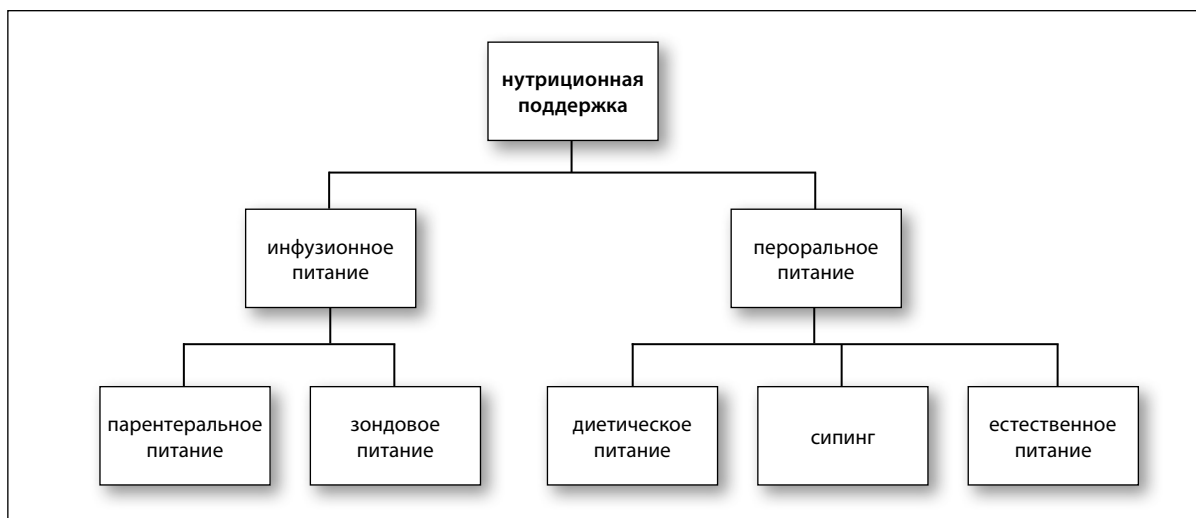 нутриционная
поддержка
инфузионное
питание
пероральное
питание
парентеральное
питание
зондовое
питание
диетическое
питание
сипинг
естественное
питание